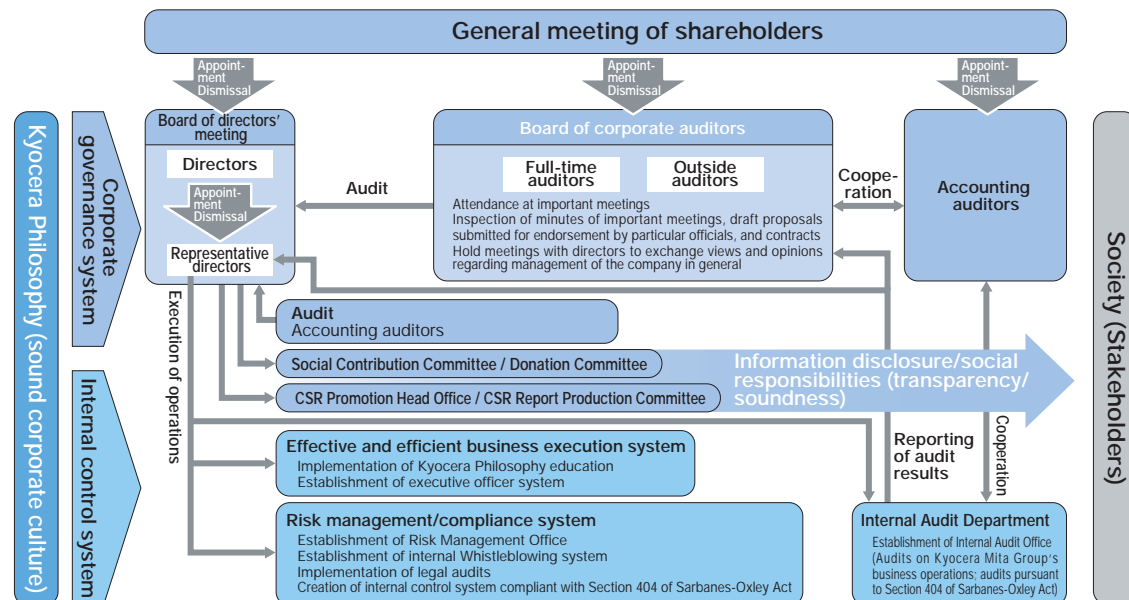 General meeting of shareholders
Appoint-
ment
Dismissal
Appoint-
ment
Dismissal
Appoint-
ment
Dismissal
Kyocera Philosophy (sound corporate culture)
Corporate
governance system
Internal control system
Board of directors'
meeting
Directors
Appoint-
ment
Dismissal
Representative
directors
Audit
Board of corporate auditors
Full-time
auditors
Outside
auditors
Attendance at important meetings
Inspection of minutes of important meetings, draft proposals
submitted for endorsement by particular officials, and contracts
Hold meetings with directors to exchange views and opinions
regarding management of the company in general
Coope-
ration
Accounting
auditors
Society (Stakeholders)
Execution of operations
Audit
Accounting auditors
Social Contribution Committee / Donation Committee
CSR Promotion Head Office / CSR Report Production Committee
Information disclosure/social
responsibilities (transparency/
soundness)
Effective and efficient business execution system
Implementation of Kyocera Philosophy education
Establishment of executive officer system
Reporting
of audit
results
Cooperation
Risk management/compliance system
Establishment of Risk Management Office
Establishment of internal Whistleblowing system
Implementation of legal audits
Creation of internal control system compliant with Section 404 of Sarbanes-Oxley Act
Internal Audit Department
Establishment of Internal Audit Office
(Audits on Kyocera Mita Group's
business operations; audits pursuant
to Section 404 of Sarbanes-Oxley Act)